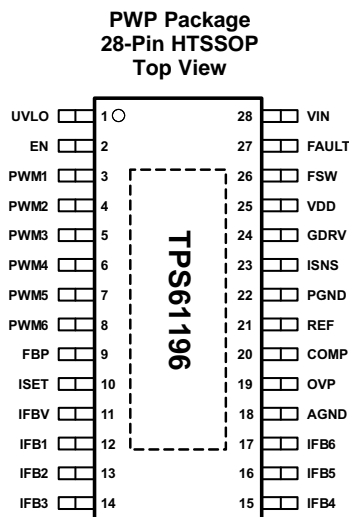 PWP Package
28-Pin HTSSOP
Top View
UVLO 1 28 VIN
EN 2 27 FAULT
PWM1 3 26 FSW
PWM2 4 25 VDD
PWM3 5 24 GDRV
PWM4 6 23 ISNS
PWM5 7 22 PGND
PWM6 8 21 REF
FBP 9 20 COMP
ISET 10 19 OVP
IFBV 11 18 AGND
IFB1 12 17 IFB6
IFB2 13 16 IFB5
IFB3 14 15 IFB4
TPS61196